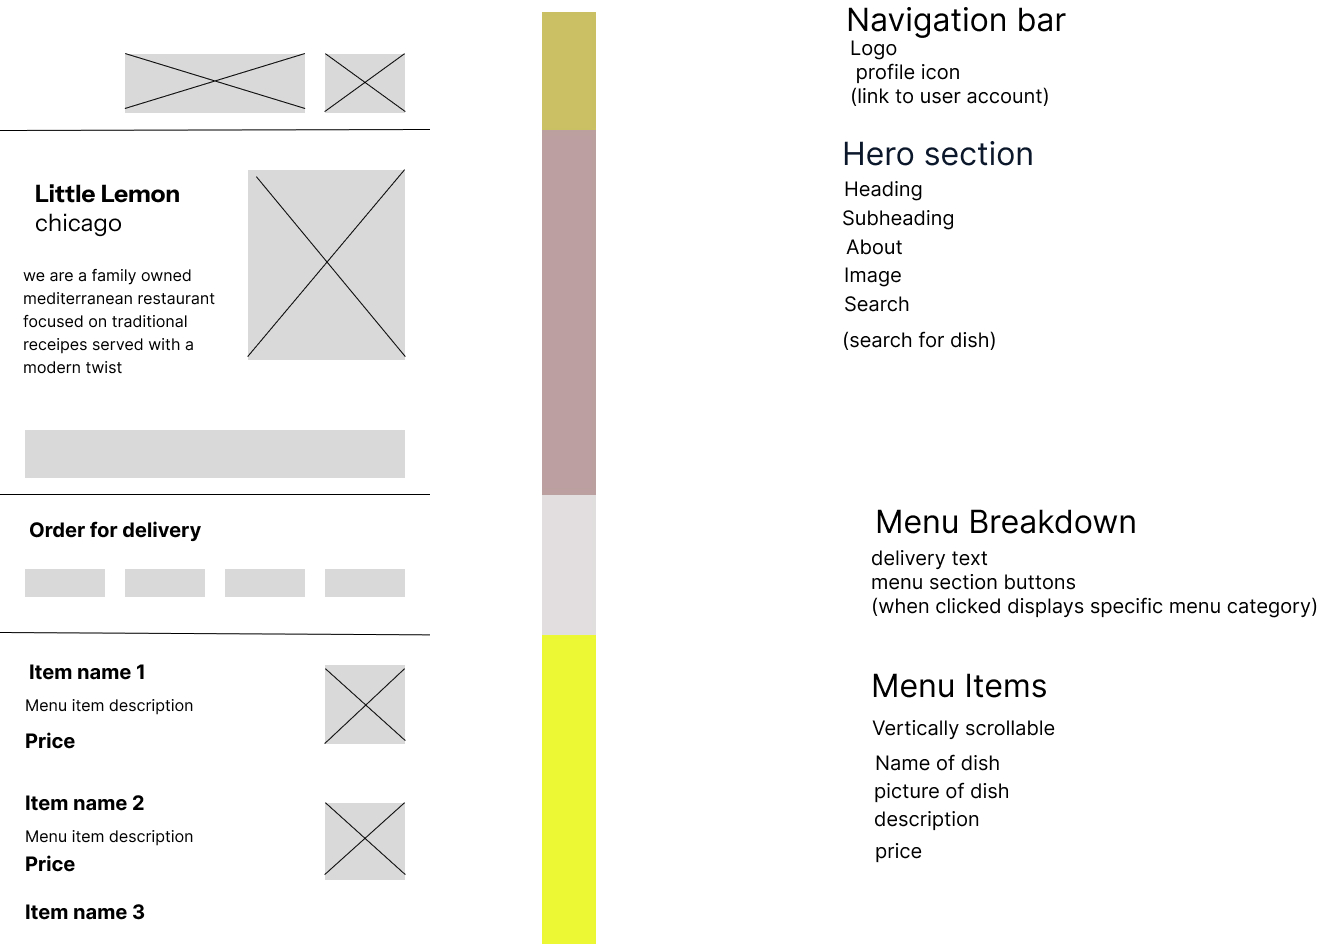 Little Lemon
chicago
we are a family owned
mediterranean restaurant
focused on traditional
receipes served with a
modern twist
Order for delivery
Item name 1
Menu item description
Price
Item name 2
Menu item description
Price
Item name 3
Navigation bar
Logo
profile icon
(link to user account)
Hero section
Heading
Subheading
About
Image
Search
(search for dish)
Menu Breakdown
delivery text
menu section buttons
(when clicked displays specific menu category)
Menu Items
Vertically scrollable
Name of dish
picture of dish
description
price